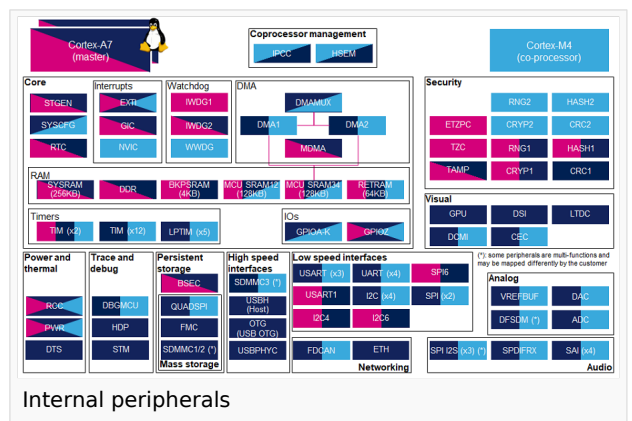 Cortex-A7
(master)
Coprocessor management
IPCC
HSEM
Cortex-M4
(co-processor)
Core
STGEN
SYSCFG
RTC
Interrupts
EXTI
GIC
NVIC
Watchdog
IWDG1
IWDG2
WWDG
DMA
DMAMUX
DMA1
DMA2
MDMA
Security
RNG2
HASH2
ETZPC
CRYP2
CRC2
TZC
RNG1
HASH1
TAMP
CRYP1
CRC1
RAM
SYSRAM
(256KB)
DDR
BKPSRAM
(4KB)
MCU SRAM12
(128KB)
MCU SRAM34
(128KB)
RETRAM
(64KB)
Timers
TIM (x2)
TIM (x12)
LPTIM (x5)
IOs
GPIOA-K
GPIOZ
Visual
GPU
DSI
LTDC
DCMI
CEC
(*): some peripherals are multi-functions and
may be mapped differently by the customer
Power and
thermal
RCC
PWR
DTS
Trace and
debug
DBGMCU
HDP
STM
Persistent
storage
BSEC
QUADSPI
FMC
SDMMC1/2 (*)
Mass storage
High speed
interfaces
SDMMC3 (*)
USBH
(Host)
OTG
(USB OTG)
USBPHYC
Low speed interfaces
USART (x3)
UART (x4)
SPI6
USART1
I2C (x4)
SPI (x2)
I2C4
I2C6
FDCAN
ETH
Networking
Analog
VREFBUF
DAC
DFSDM (*)
ADC
SPI I2S (x3) (*)
SPDIFRX
SAI (x4)
Audio
Internal peripherals